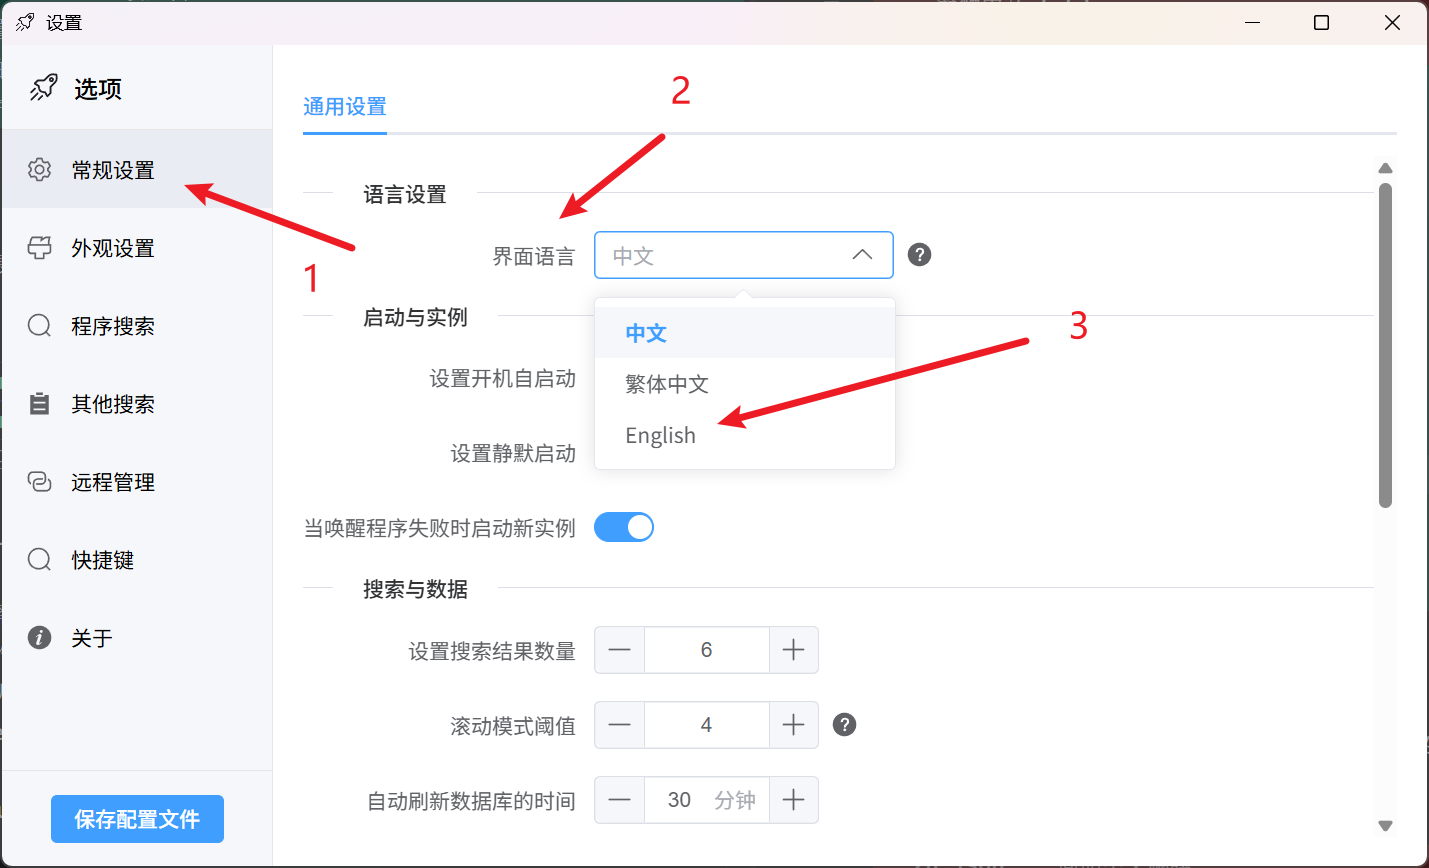 设置
选项
常规设置
外观设置
程序搜索
其他搜索
远程管理
快捷键
关于
保存配置文件
通用设置
2
1
语言设置
界面语言 中文 ?
中文
繁体中文
English
3
启动与实例
设置开机自启动
设置静默启动
当唤醒程序失败时启动新实例
搜索与数据
设置搜索结果数量 — 6 +
滚动模式阈值 — 4 + ?
自动刷新数据库的时间 — 30 分钟 +